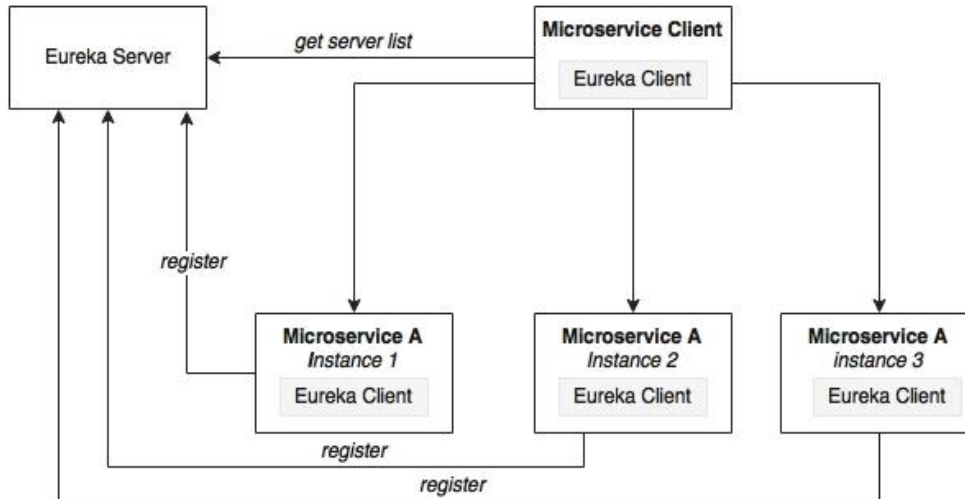 Eureka Server
get server list
Microservice Client
Eureka Client
register
Microservice A
Instance 1
Eureka Client
Microservice A
Instance 2
Eureka Client
Microservice A
instance 3
Eureka Client
register
register